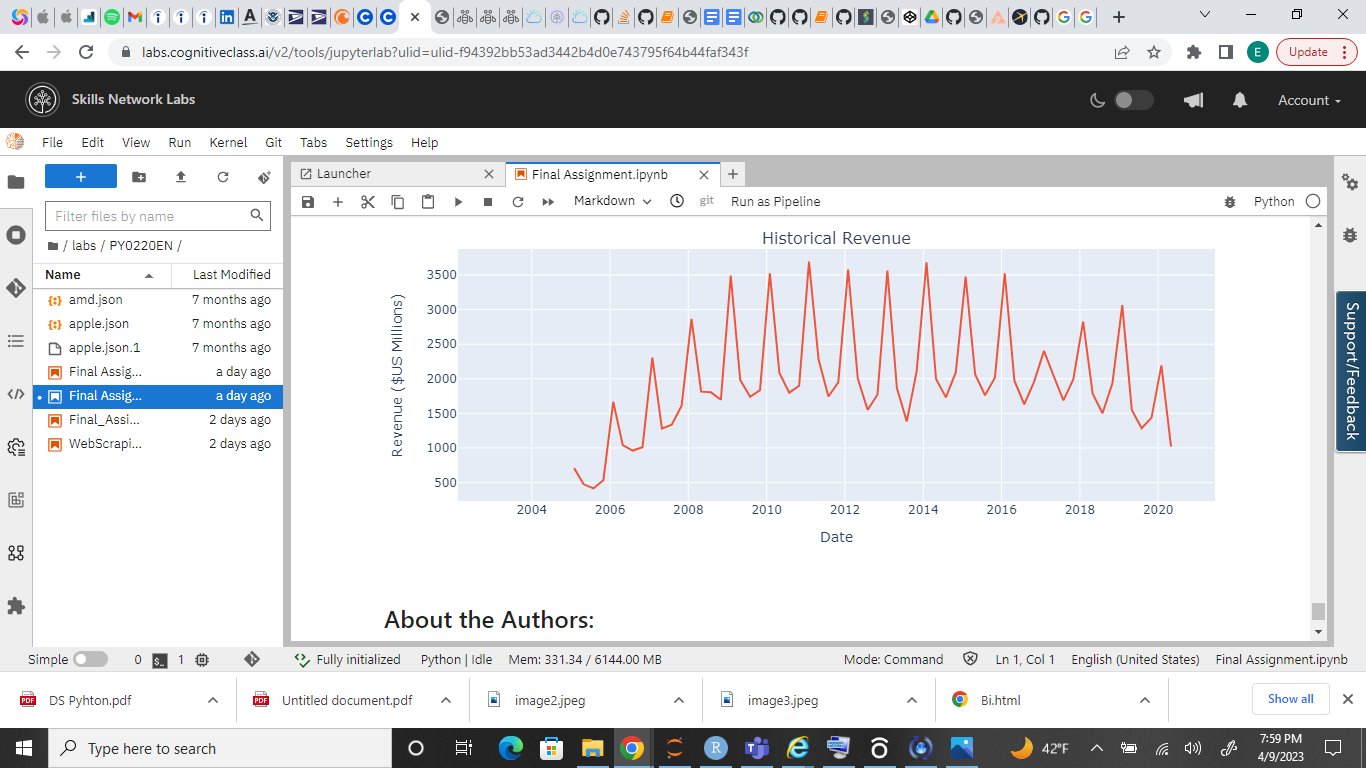 labs.cognitiveclass.ai/v2/tools/jupyterlab?ulid=ulid-f94392bb53ad3442b4d0e743795f64b44faf343f
E
Update
Skills Network Labs
Account
File Edit View Run Kernel Git Tabs Settings Help
Launcher
Final Assignment.ipynb
Filter files by name
Markdown
git
Run as Pipeline
Python
/ labs / PY0220EN /
Name
Last Modified
amd.json 7 months ago
apple.json 7 months ago
apple.json.1 7 months ago
Final Assig... a day ago
Final Assig... a day ago
Final_Assi... 2 days ago
WebScrapi... 2 days ago
Historical Revenue
Revenue ($US Millions)
3500
3000
2500
2000
1500
1000
500
2004 2006 2008 2010 2012 2014 2016 2018 2020
Date
About the Authors:
Support/Feedback
Simple 0 1 Fully initialized Python | Idle Mem: 331.34 / 6144.00 MB Mode: Command Ln 1, Col 1 English (United States) Final Assignment.ipynb
DS Pyhton.pdf
Untitled document.pdf
image2.jpeg
image3.jpeg
Bi.html
Show all
Type here to search
42°F
7:59 PM
4/9/2023